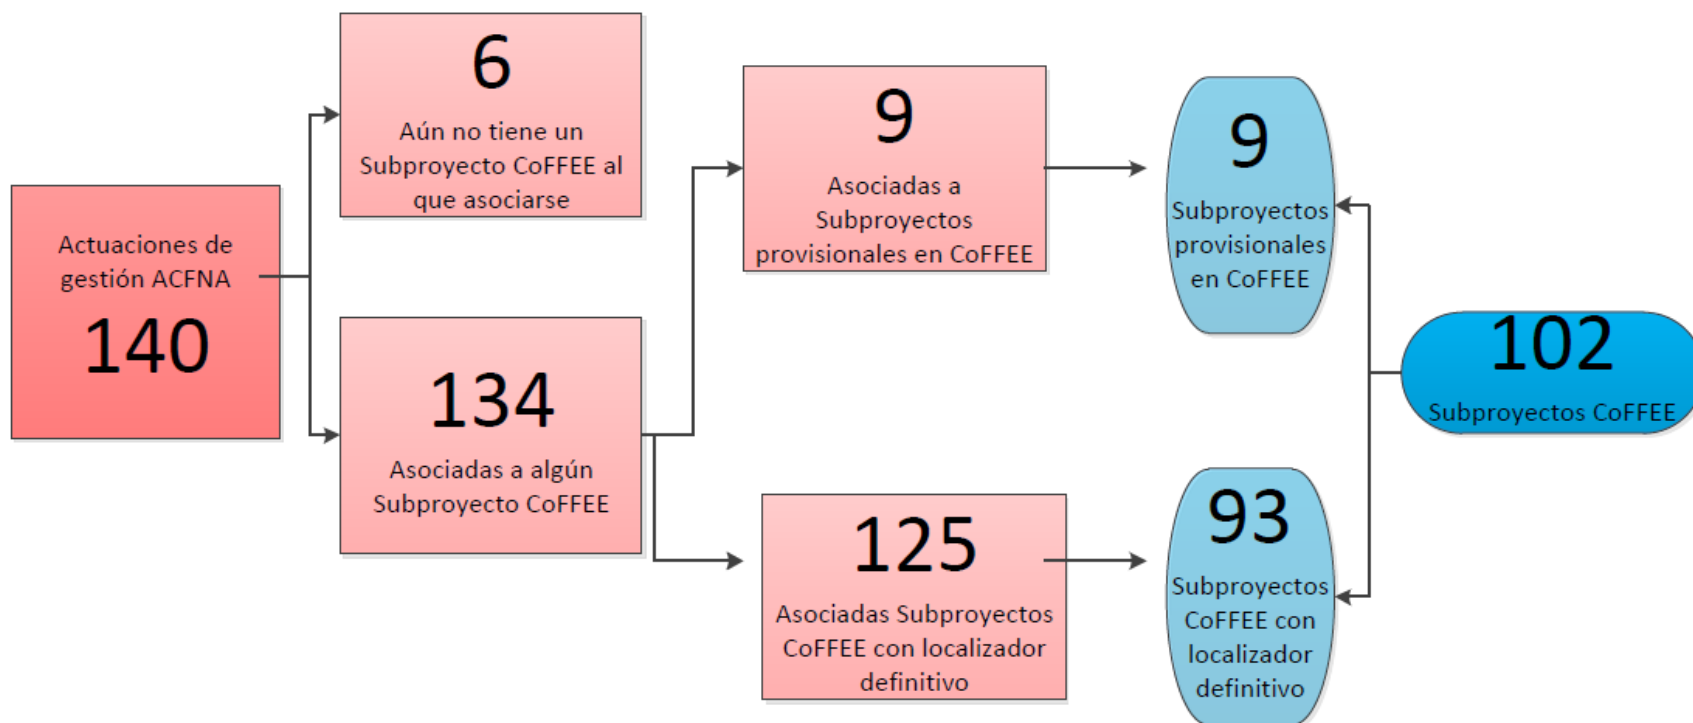 Actuaciones de
gestión ACFNA
140
6
Aún no tiene un
Subproyecto CoFFEE al
que asociarse
134
Asociadas a algún
Subproyecto CoFFEE
9
Asociadas a
Subproyectos
provisionales en CoFFEE
125
Asociadas Subproyectos
CoFFEE con localizador
definitivo
9
Subproyectos
provisionales
en CoFFEE
93
Subproyectos
CoFFEE con
localizador
definitivo
102
Subproyectos CoFFEE